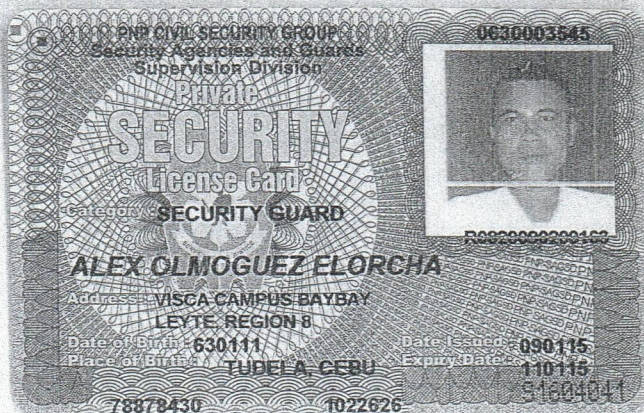 PNP CIVIL SECURITY GROUP
Security Agencies and Guards
Supervision Division
0630003545
Private
SECURITY
License Card
Category: SECURITY GUARD
ALEX OLMOGUEZ ELORCHA
Address: VISCA CAMPUS BAYBAY
LEYTE, REGION 8
Date of Birth: 630111
Place of Birth: TUDELA, CEBU
Date Issued: 090115
Expiry Date: 110115
78878430
1022626